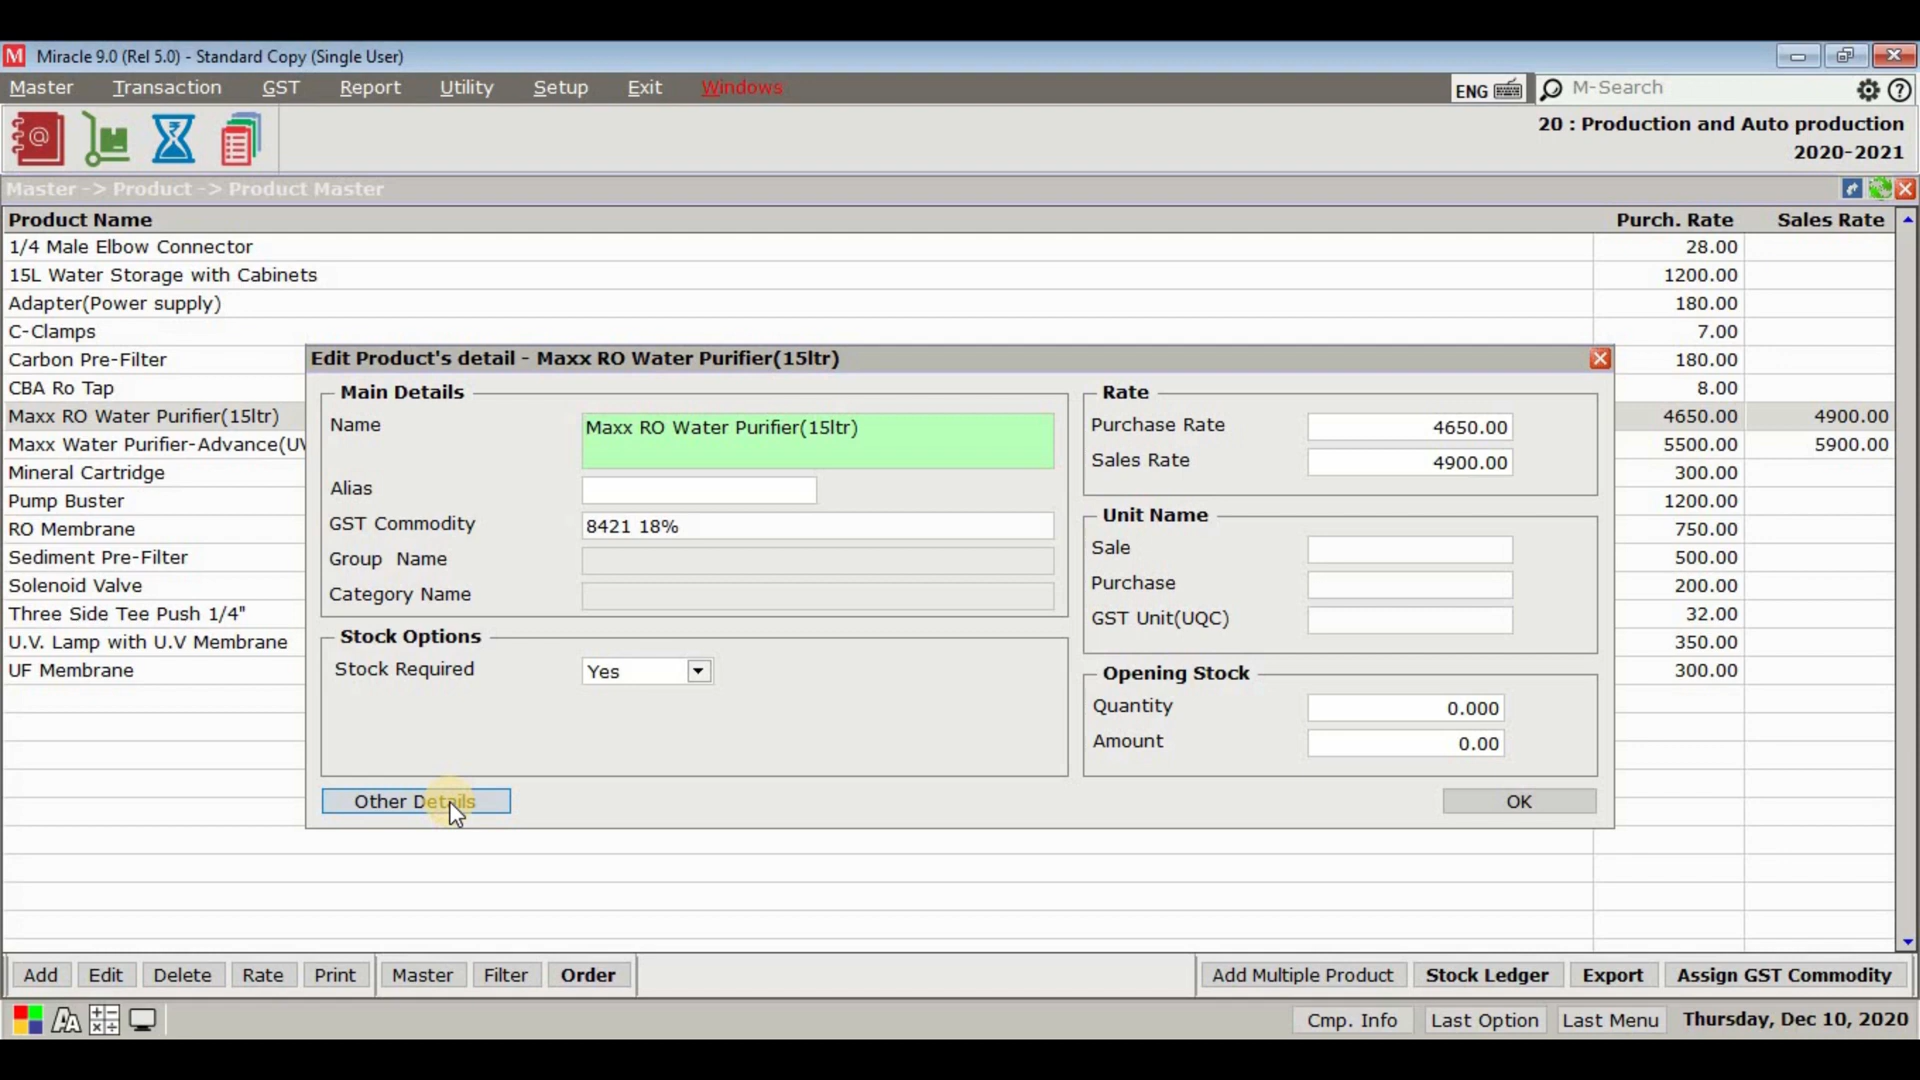 Miracle 9.0 (Rel 5.0) - Standard Copy (Single User)
Master Transaction GST Report Utility Setup Exit Windows ENG M-Search
20 : Production and Auto production
2020-2021
Master -> Product -> Product Master
Product Name Purch. Rate Sales Rate
1/4 Male Elbow Connector 28.00
15L Water Storage with Cabinets 1200.00
Adapter(Power supply) 180.00
C-Clamps 7.00
Carbon Pre-Filter 180.00
CBA Ro Tap 8.00
Maxx RO Water Purifier(15ltr) 4650.00 4900.00
Maxx Water Purifier-Advance(UV 5500.00 5900.00
Mineral Cartridge 300.00
Pump Buster 1200.00
RO Membrane 750.00
Sediment Pre-Filter 500.00
Solenoid Valve 200.00
Three Side Tee Push 1/4" 32.00
U.V. Lamp with U.V Membrane 350.00
UF Membrane 300.00
Edit Product's detail - Maxx RO Water Purifier(15ltr)
Main Details
Name Maxx RO Water Purifier(15ltr)
Alias
GST Commodity 8421 18%
Group Name
Category Name
Stock Options
Stock Required Yes
Rate
Purchase Rate 4650.00
Sales Rate 4900.00
Unit Name
Sale
Purchase
GST Unit(UQC)
Opening Stock
Quantity 0.000
Amount 0.00
Other Details OK
Add Edit Delete Rate Print Master Filter Order Add Multiple Product Stock Ledger Export Assign GST Commodity
Cmp. Info Last Option Last Menu Thursday, Dec 10, 2020